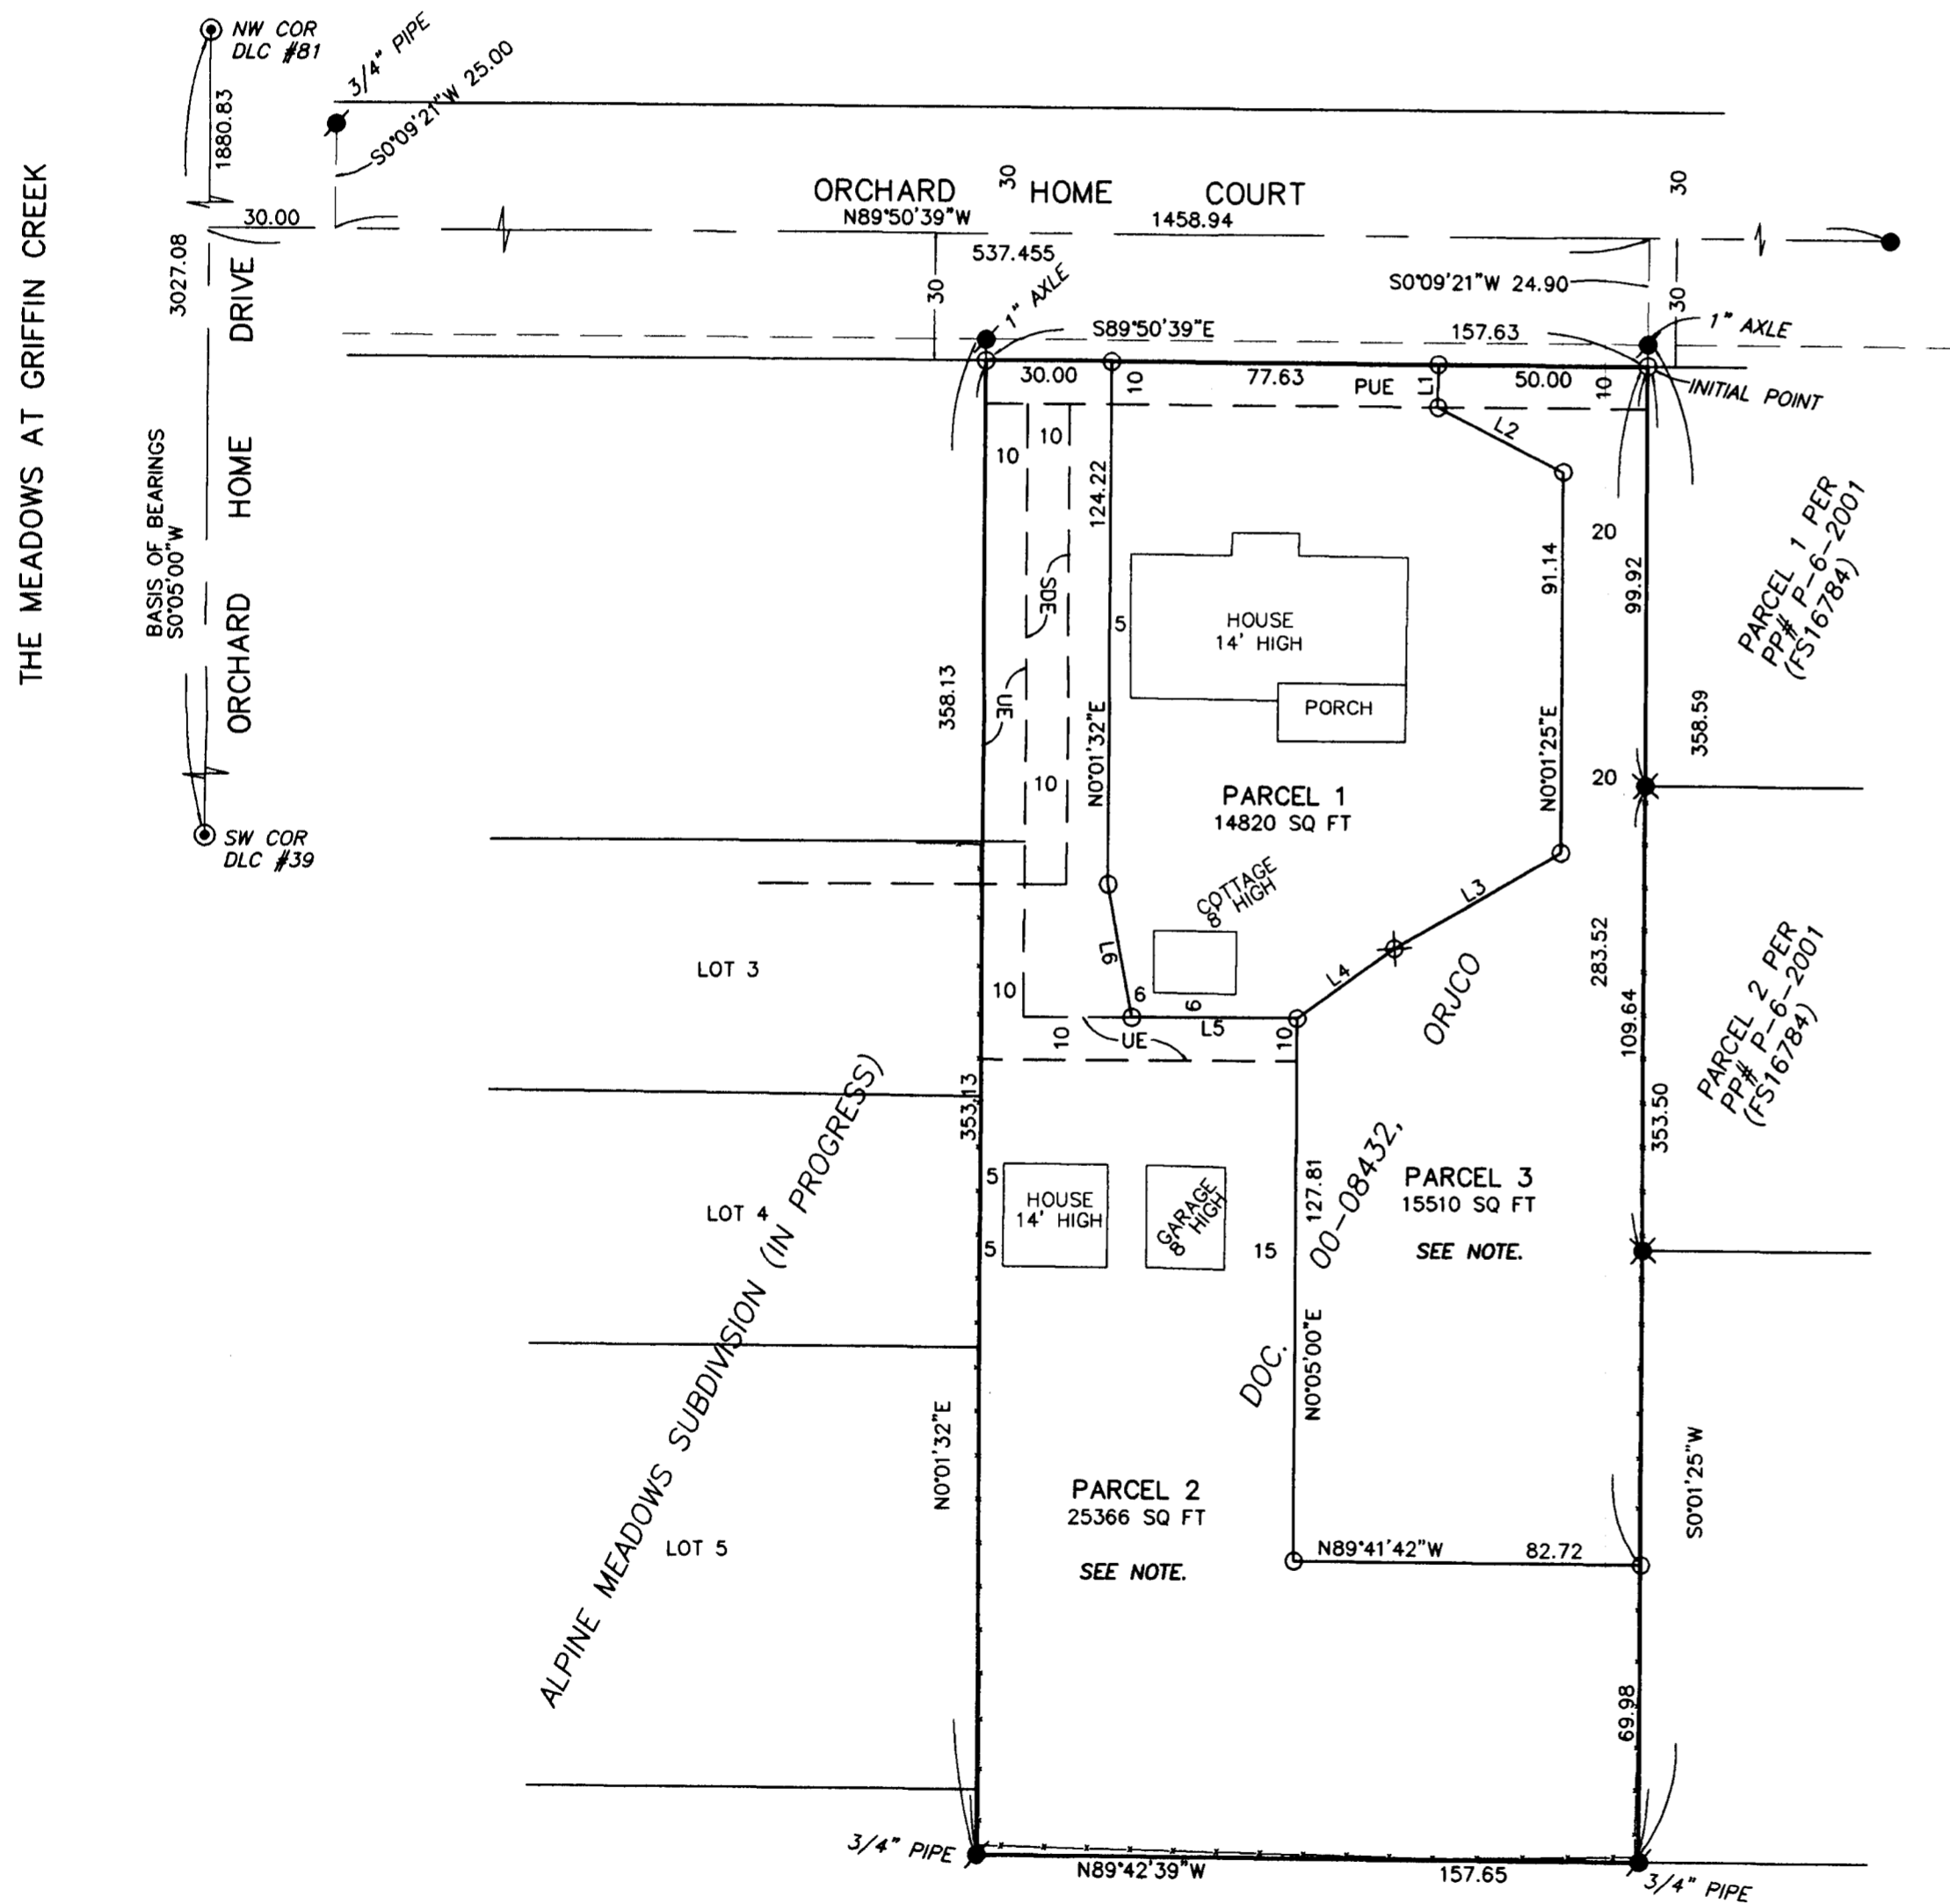 THE MEADOWS AT GRIFFIN CREEK
NW COR
DLC #81
1880.83
3/4" PIPE
S0°09'21"W 25.00
30.00
3027.08
BASIS OF BEARINGS
S0°05'00"W
ORCHARD HOME DRIVE
SW COR
DLC #39
ORCHARD HOME COURT
30
30
N89°50'39"W
1458.94
537.455
30
30
S0°09'21"W 24.90
1" AXLE
1" AXLE
S89°50'39"E
157.63
30.00
10
77.63
PUE
L1
50.00
10
INITIAL POINT
10
10
L2
124.22
20
91.14
99.92
PARCEL 1 PER
PP# P-6-2001
(FS16784)
SDE
5
HOUSE
14' HIGH
PORCH
UE
358.13
N0°01'32"E
N0°01'25"E
358.59
10
20
PARCEL 1
14820 SQ FT
COTTAGE
8' HIGH
L3
L6
L4
LOT 3
10
6
6
L5
10
UE
10
ORJCO
283.52
109.64
PARCEL 2 PER
PP# P-6-2001
(FS16784)
353.13
353.50
ALPINE MEADOWS SUBDIVISION (IN PROGRESS)
LOT 4
5
5
HOUSE
14' HIGH
GARAGE
8' HIGH
15
127.81
DOC. 00-08432,
PARCEL 3
15510 SQ FT
SEE NOTE.
N0°05'00"E
N0°01'32"E
S0°01'25"W
PARCEL 2
25366 SQ FT
SEE NOTE.
LOT 5
N89°41'42"W
82.72
69.98
3/4" PIPE
N89°42'39"W
157.65
3/4" PIPE